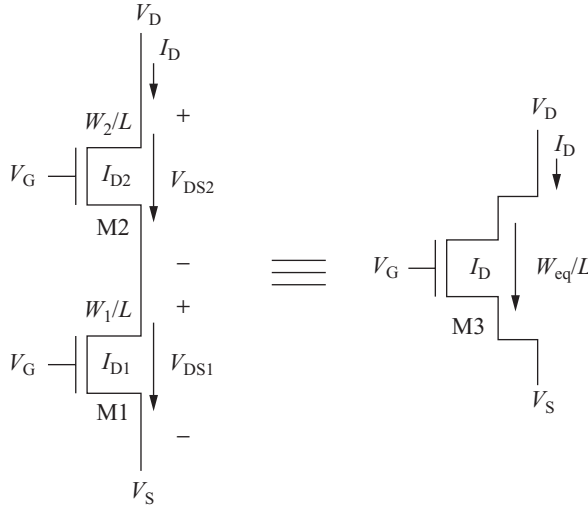 V_D
I_D
W_2/L
+
V_G
I_D2
V_DS2
M2
−
W_1/L
+
V_G
I_D1
V_DS1
M1
−
V_S
V_D
I_D
V_G
I_D
W_eq/L
M3
V_S